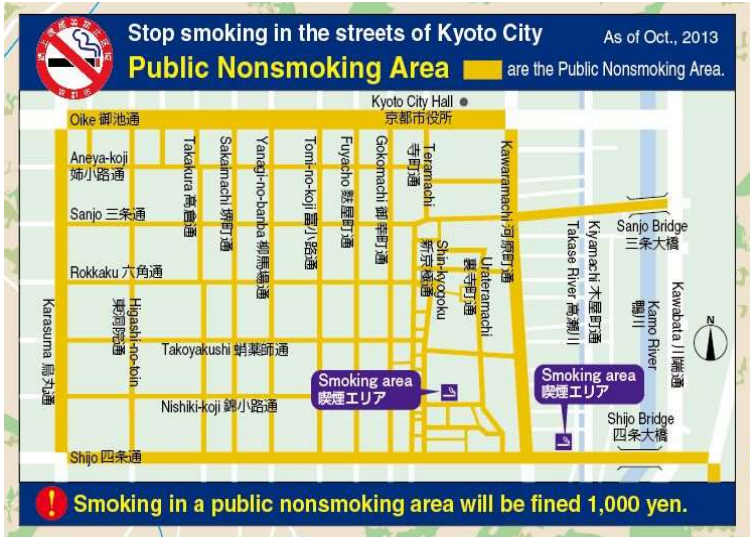 Stop smoking in the streets of Kyoto City
As of Oct., 2013
Public Nonsmoking Area
are the Public Nonsmoking Area.
Kyoto City Hall
京都市役所
Oike 御池通
Aneya-koji
姉小路通
Sanjo 三条通
Rokkaku 六角通
Takoyakushi 蛸薬師通
Nishiki-koji 錦小路通
Shijo 四条通
Karasuma 烏丸通
Higashi-no-toin
東洞院通
Takakura 高倉通
Sakaimachi 堺町通
Yanagi-no-banba 柳馬場通
Tomi-no-koji 富小路通
Fuyacho 麩屋町通
Gokomachi 御幸町通
Teramachi
寺町通
Shin-kyogoku
新京極通
Urateramachi
裏寺町通
Kawaramachi 河原町通
Kiyamachi 木屋町通
Takase River 高瀬川
Sanjo Bridge
三条大橋
Kamo River
鴨川
Kawabata 川端通
N
Smoking area
喫煙エリア
Smoking area
喫煙エリア
Shijo Bridge
四条大橋
Smoking in a public nonsmoking area will be fined 1,000 yen.